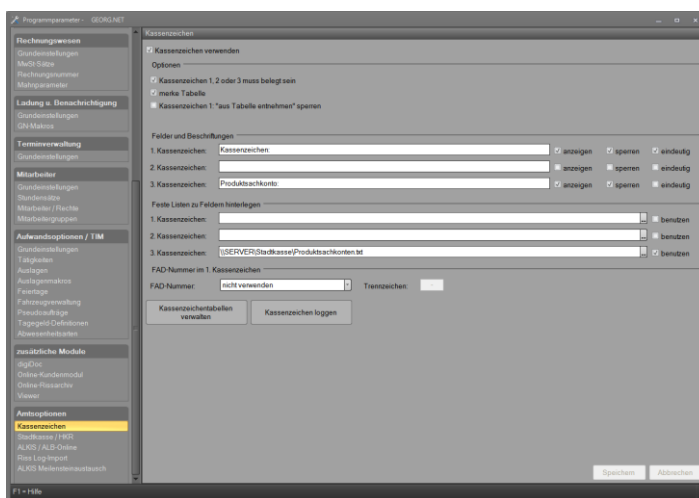 Programmparameter - GEORG.NET
Rechnungswesen
Grundeinstellungen
MwSt-Sätze
Rechnungsnummer
Mahnparameter
Ladung u. Benachrichtigung
Grundeinstellungen
GN-Makros
Terminverwaltung
Grundeinstellungen
Mitarbeiter
Grundeinstellungen
Stundensätze
Mitarbeiter / Rechte
Mitarbeitergruppen
Aufwandsoptionen / TIM
Grundeinstellungen
Tätigkeiten
Auslagen
Auslagenmakros
Feiertage
Fahrzeugverwaltung
Pseudoaufträge
Tagegeld-Defintionen
Abwesenheitsarten
zusätzliche Module
digiDoc
Online-Kundenmodul
Online-Rissarchiv
Viewer
Amtsoptionen
Kassenzeichen
Stadtkasse / HKR
ALKIS / ALB-Online
Riss Log-Import
ALKIS Meilensteinaustausch
Kassenzeichen
Kassenzeichen verwenden
Optionen
Kassenzeichen 1, 2 oder 3 muss belegt sein
merke Tabelle
Kassenzeichen 1: "aus Tabelle entnehmen" sperren
Felder und Beschriftungen
1. Kassenzeichen: Kassenzeichen: anzeigen sperren eindeutig
2. Kassenzeichen: anzeigen sperren eindeutig
3. Kassenzeichen: Produktsachkonto: anzeigen sperren eindeutig
Feste Listen zu Feldern hinterlegen
1. Kassenzeichen: ... benutzen
2. Kassenzeichen: ... benutzen
3. Kassenzeichen: \\SERVER\Stadtkasse\Produktsachkonten.txt ... benutzen
FAD-Nummer im 1. Kassenzeichen
FAD-Nummer: nicht verwenden Trennzeichen:
Kassenzeichentabellen
verwalten
Kassenzeichen loggen
Speichern Abbrechen
F1 = Hilfe